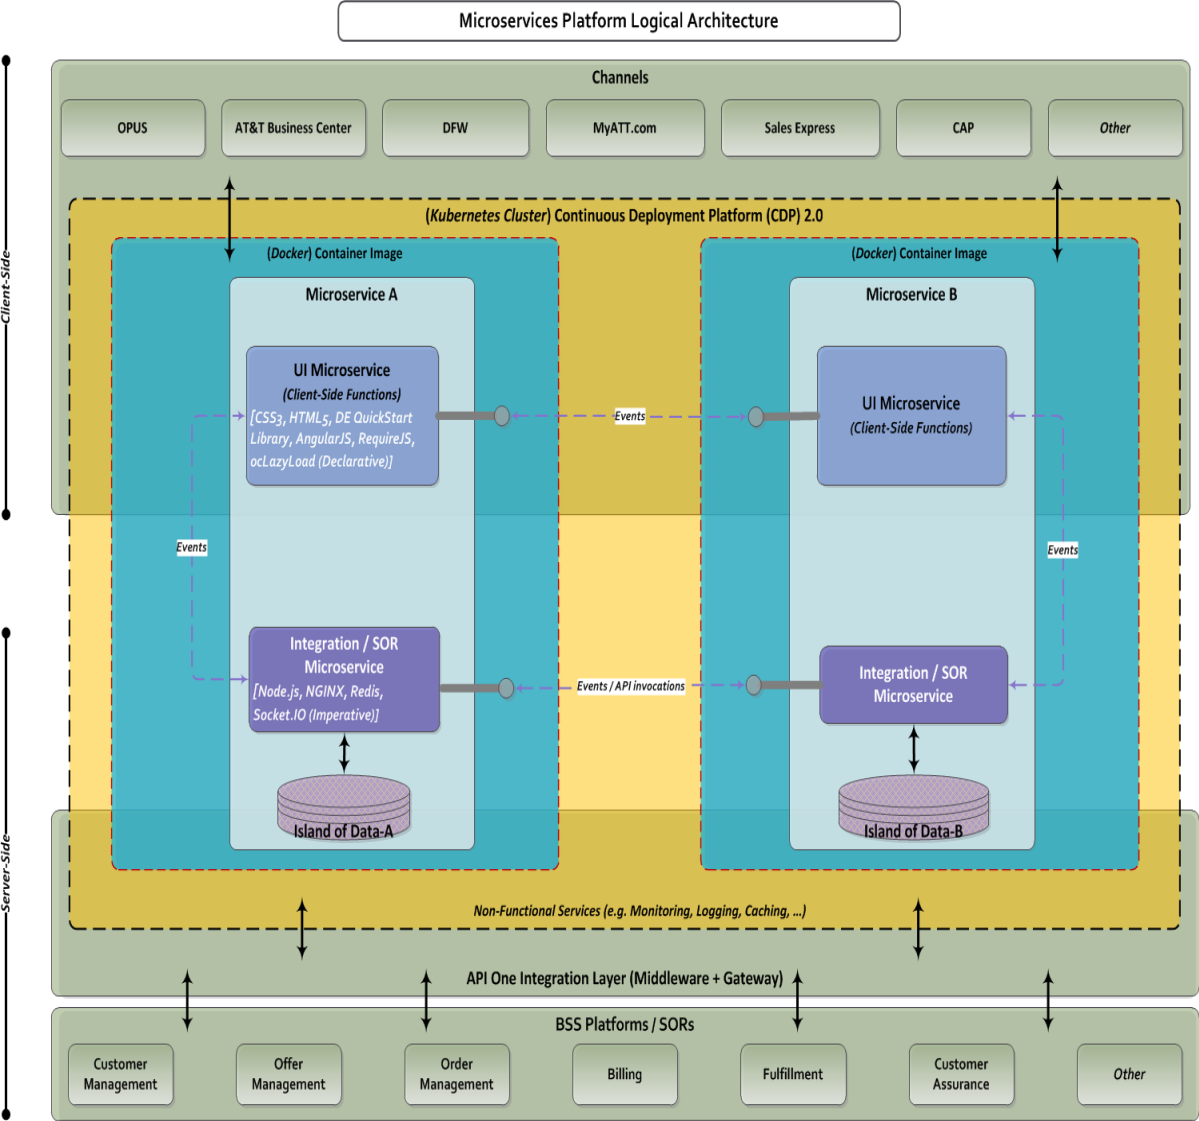 Microservices Platform Logical Architecture
Channels
OPUS
AT&T Business Center
DFW
MyATT.com
Sales Express
CAP
Other
Client-Side
(Kubernetes Cluster) Continuous Deployment Platform (CDP) 2.0
(Docker) Container Image
(Docker) Container Image
Microservice A
Microservice B
UI Microservice
(Client-Side Functions)
[CSS3, HTML5, DE QuickStart
Library, AngularJS, RequireJS,
ocLazyLoad (Declarative)]
Events
UI Microservice
(Client-Side Functions)
Events
Events
Integration / SOR
Microservice
[Node.js, NGINX, Redis,
Socket.IO (Imperative)]
Events / API invocations
Integration / SOR
Microservice
Island of Data-A
Island of Data-B
Server-Side
Non-Functional Services (e.g. Monitoring, Logging, Caching, ...)
API One Integration Layer (Middleware + Gateway)
BSS Platforms / SORs
Customer
Management
Offer
Management
Order
Management
Billing
Fulfillment
Customer
Assurance
Other